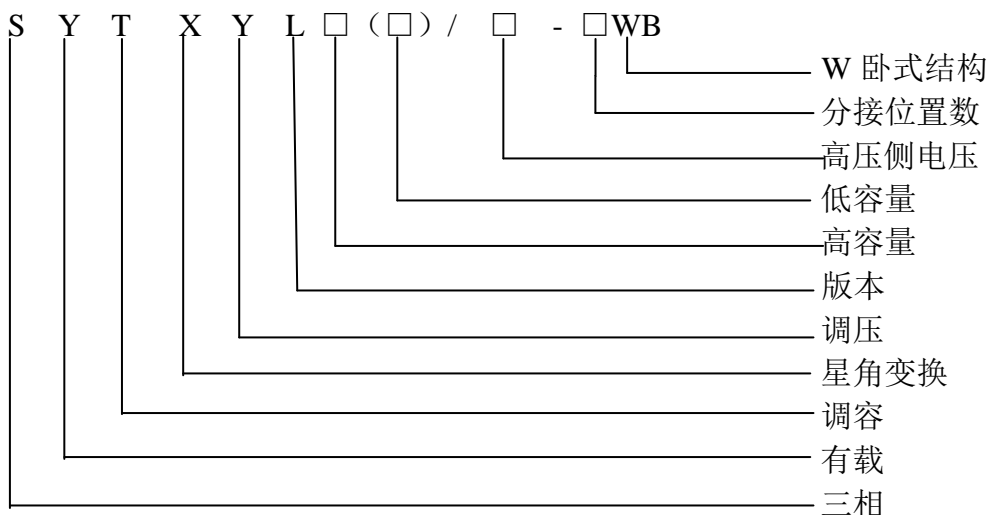 S Y T X Y L □（□）/ □ - □WB
W 卧式结构
分接位置数
高压侧电压
低容量
高容量
版本
调压
星角变换
调容
有载
三相